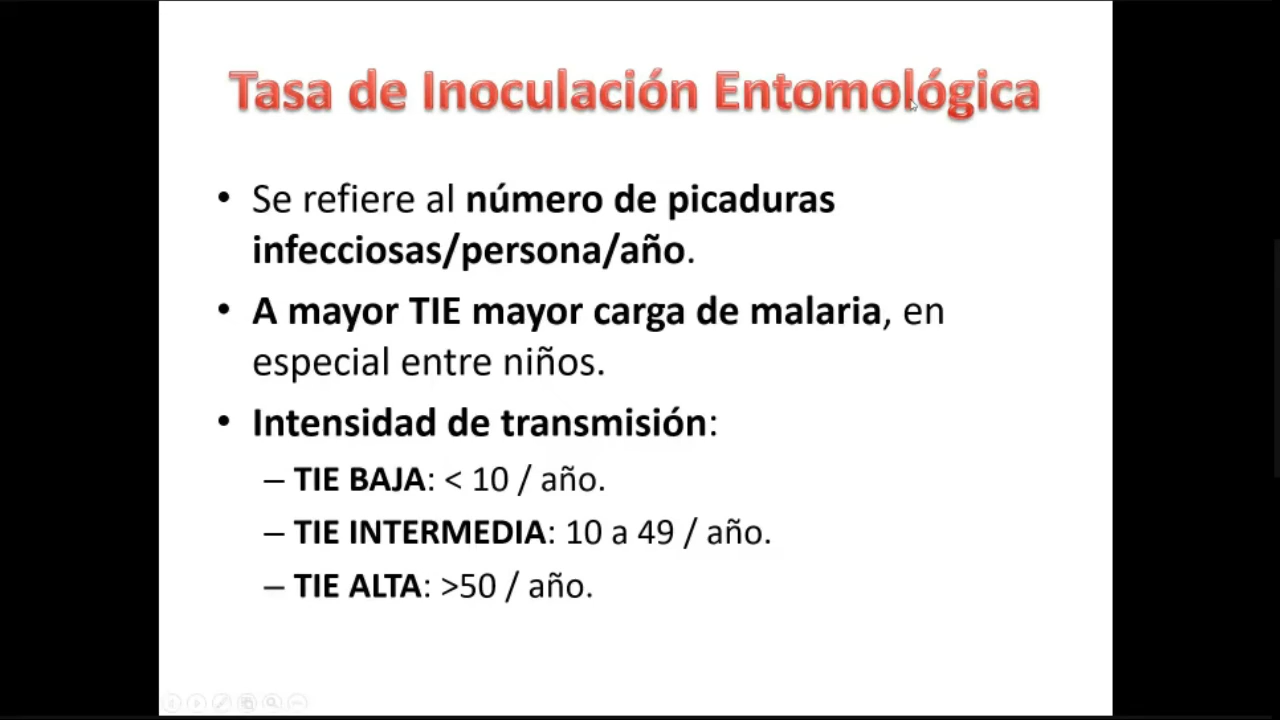 Tasa de Inoculación Entomológica
• Se refiere al número de picaduras
infecciosas/persona/año.
• A mayor TIE mayor carga de malaria, en
especial entre niños.
• Intensidad de transmisión:
– TIE BAJA: < 10 / año.
– TIE INTERMEDIA: 10 a 49 / año.
– TIE ALTA: >50 / año.